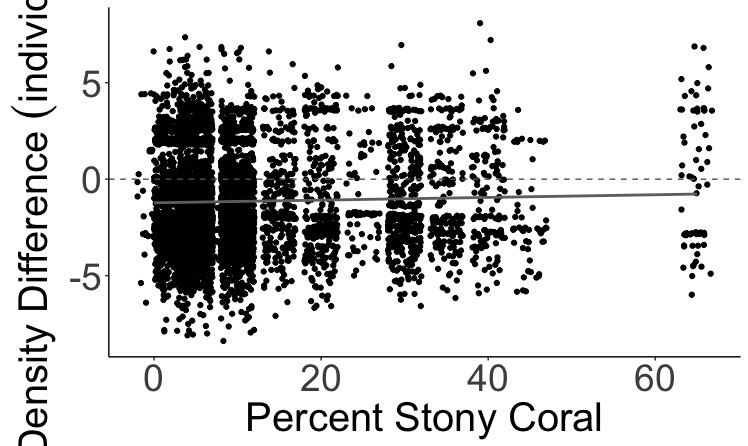 Density Difference (individ
5
0
-5
0 20 40 60
Percent Stony Coral